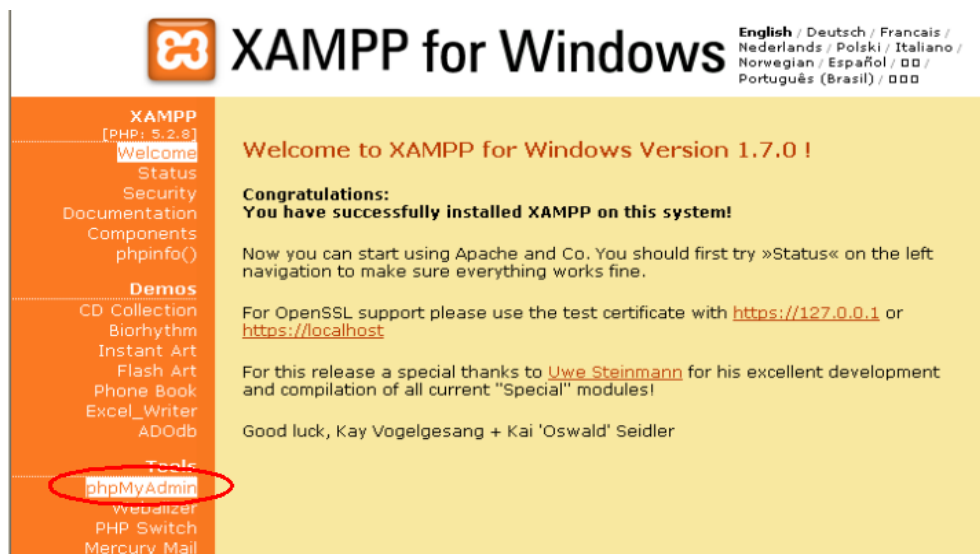 XAMPP for Windows
English / Deutsch / Francais /
Nederlands / Polski / Italiano /
Norwegian / Español / /
Português (Brasil) /
XAMPP
[PHP: 5.2.8]
Welcome
Status
Security
Documentation
Components
phpinfo()
Demos
CD Collection
Biorhythm
Instant Art
Flash Art
Phone Book
Excel_Writer
ADOdb
Tools
phpMyAdmin
Webalizer
PHP Switch
Mercury Mail
Welcome to XAMPP for Windows Version 1.7.0 !
Congratulations:
You have successfully installed XAMPP on this system!
Now you can start using Apache and Co. You should first try »Status« on the left
navigation to make sure everything works fine.
For OpenSSL support please use the test certificate with https://127.0.0.1 or
https://localhost
For this release a special thanks to Uwe Steinmann for his excellent development
and compilation of all current "Special" modules!
Good luck, Kay Vogelgesang + Kai 'Oswald' Seidler